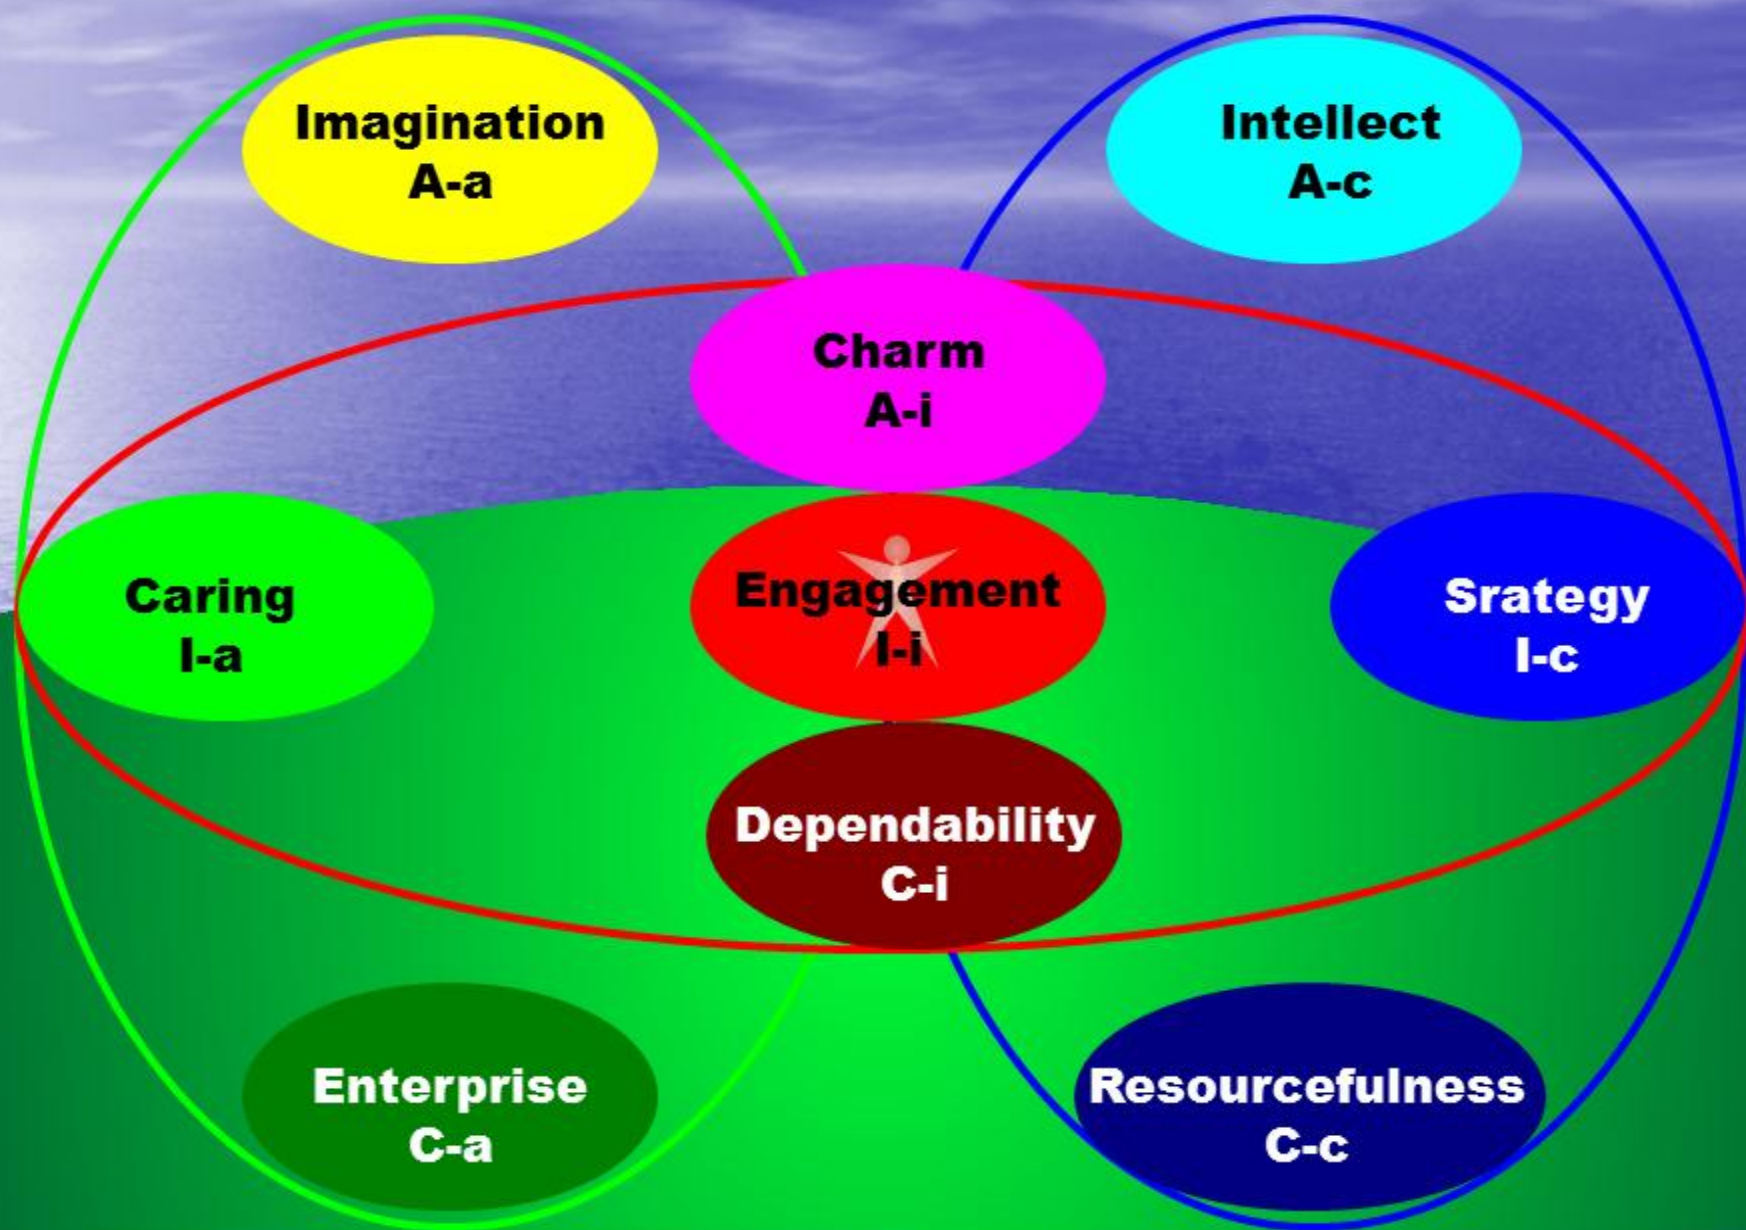 Imagination
A-a
Intellect
A-c
Charm
A-i
Caring
I-a
Engagement
I-i
Srategy
I-c
Dependability
C-i
Enterprise
C-a
Resourcefulness
C-c